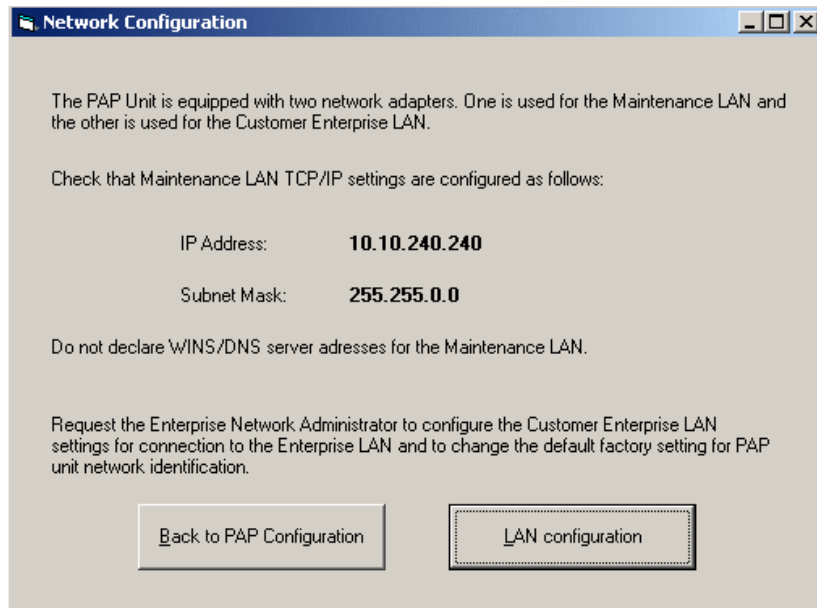 Network Configuration
The PAP Unit is equipped with two network adapters. One is used for the Maintenance LAN and
the other is used for the Customer Enterprise LAN.
Check that Maintenance LAN TCP/IP settings are configured as follows:
IP Address: 10.10.240.240
Subnet Mask: 255.255.0.0
Do not declare WINS/DNS server adresses for the Maintenance LAN.
Request the Enterprise Network Administrator to configure the Customer Enterprise LAN
settings for connection to the Enterprise LAN and to change the default factory setting for PAP
unit network identification.
Back to PAP Configuration LAN configuration